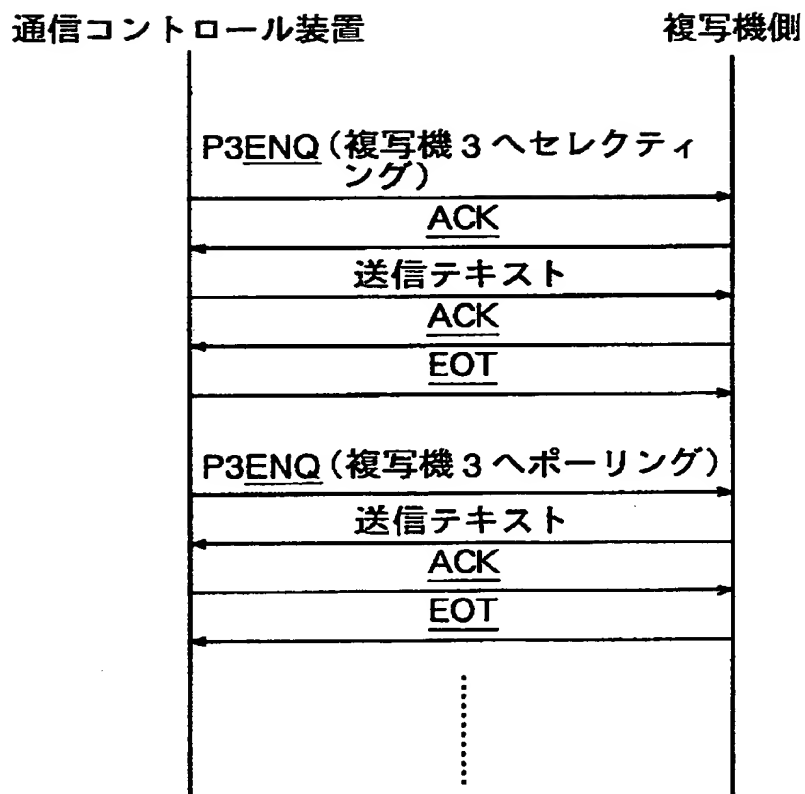 通信コントロール装置
複写機側
P3ENQ(複写機3へセレクティ
ング)
ACK
送信テキスト
ACK
EOT
P3ENQ(複写機3へポーリング)
送信テキスト
ACK
EOT